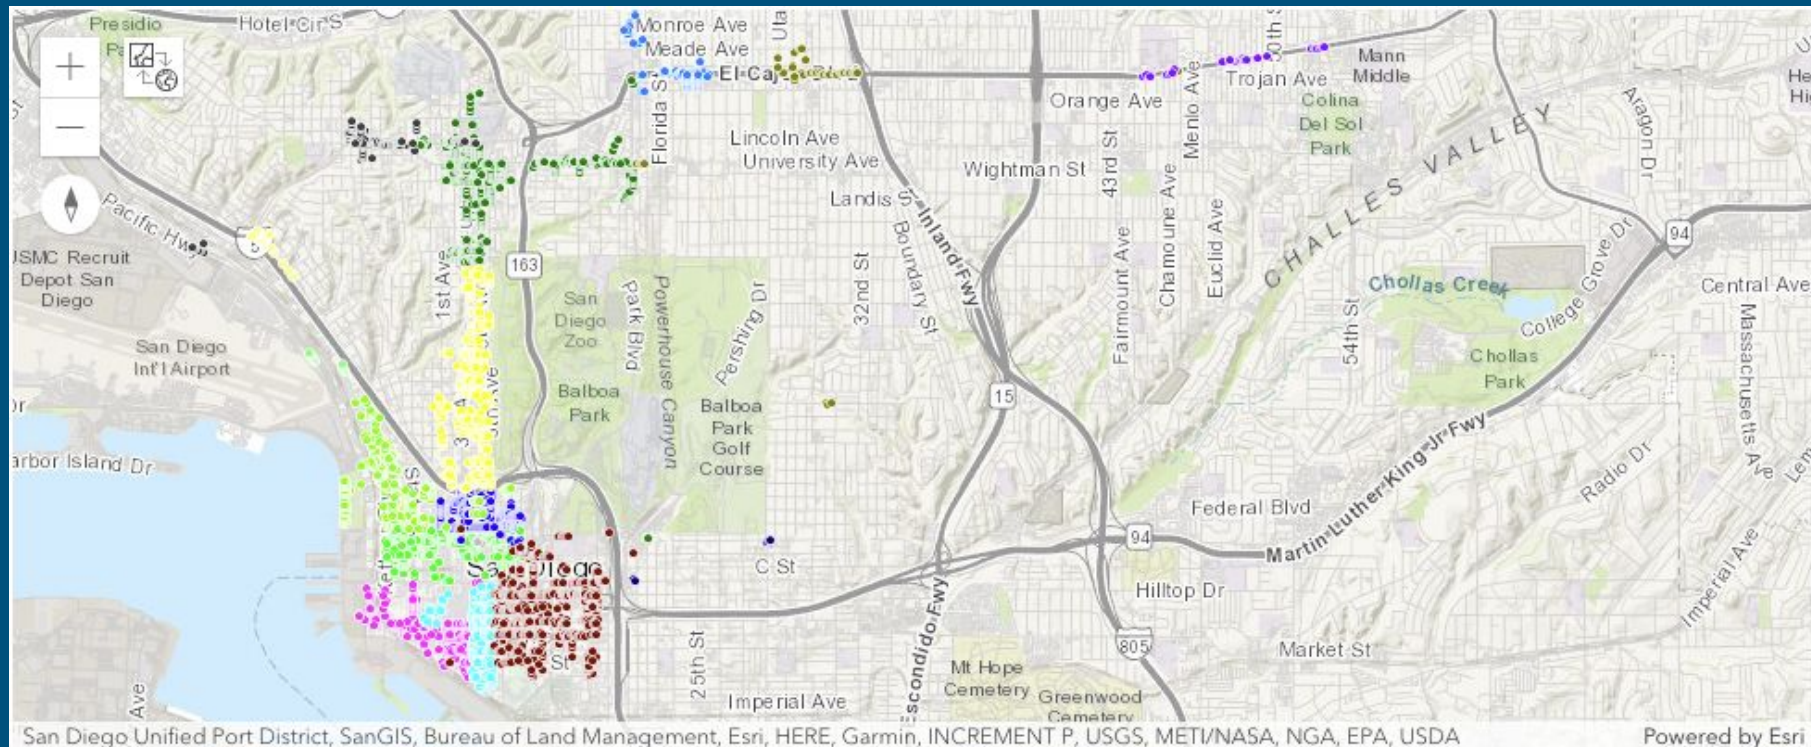 Presidio
Hotel Cir S
Monroe Ave
Meade Ave
Uta
El Caj
Florida St
Lincoln Ave
University Ave
Landis S
Inland Fwy
Boundary St
32nd St
Wightman St
Orange Ave
43rd St
Menlo Ave
Trojan Ave
Mann
Middle
Colina
Del Sol
Park
Aragon Dr
CHALLES VALLEY
Chamoune Ave
Euclid Ave
Fairmount Ave
Pacific Hwy
USMC Recruit
Depot San
Diego
1st Ave
163
San
Diego
Zoo
Park Blvd
Powerhouse Canyon
Pershing Dr
San Diego
Int'l Airport
Balboa
Park
Balboa
Park
Golf
Course
15
54th St
Chollas Creek
College Grove Dr
94
Central Ave
Massachusetts Ave
Chollas
Park
arbor Island Dr
Martin Luther King Jr Fwy
Radio Dr
Federal Blvd
94
Imperial Ave
C St
Hilltop Dr
Escondido Fwy
805
Market St
St
25th St
Imperial Ave
Mt Hope
Cemetery
Greenwood
Cemetery
Ave
San Diego Unified Port District, SanGIS, Bureau of Land Management, Esri, HERE, Garmin, INCREMENT P, USGS, METI/NASA, NGA, EPA, USDA
Powered by Esri